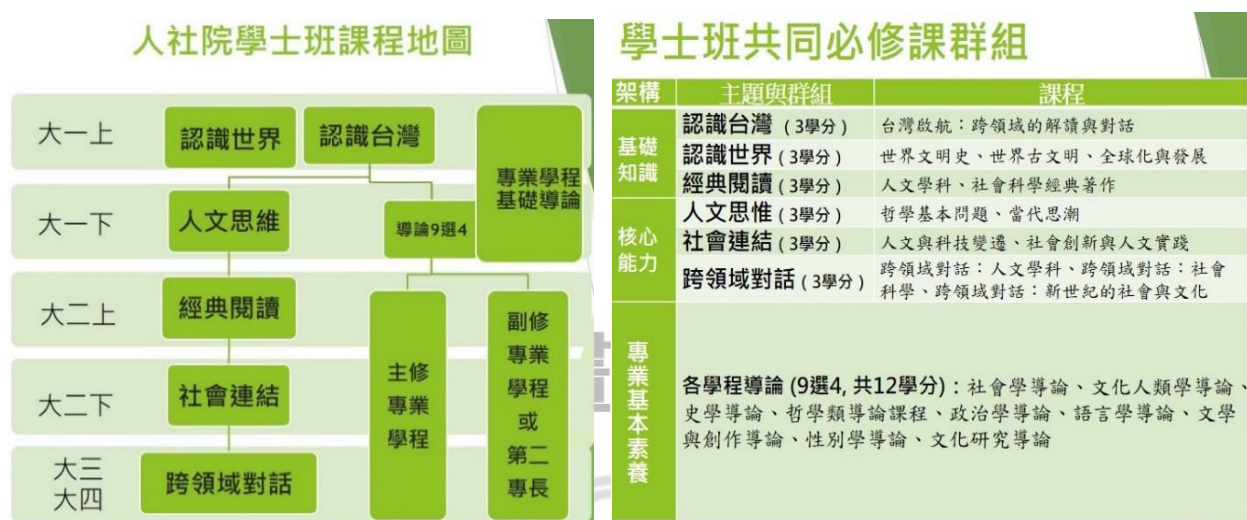 人社院學士班課程地圖
大一上
認識世界
認識台灣
專業學程
基礎導論
大一下
人文思維
導論9選4
大二上
經典閱讀
主修
專業
學程
副修
專業
學程
或
第二
專長
大二下
社會連結
大三
大四
跨領域對話
學士班共同必修課群組
架構 主題與群組 課程
基礎
知識
認識台灣 (3學分) 台灣啟航：跨領域的解讀與對話
認識世界 (3學分) 世界文明史、世界古文明、全球化與發展
經典閱讀 (3學分) 人文學科、社會科學經典著作
核心
能力
人文思惟 (3學分) 哲學基本問題、當代思潮
社會連結 (3學分) 人文與科技變遷、社會創新與人文實踐
跨領域對話 (3學分) 跨領域對話：人文學科、跨領域對話：社會
科學、跨領域對話：新世紀的社會與文化
專業基本素養
各學程導論 (9選4, 共12學分)：社會學導論、文化人類學導論、
史學導論、哲學類導論課程、政治學導論、語言學導論、文學
與創作導論、性別學導論、文化研究導論